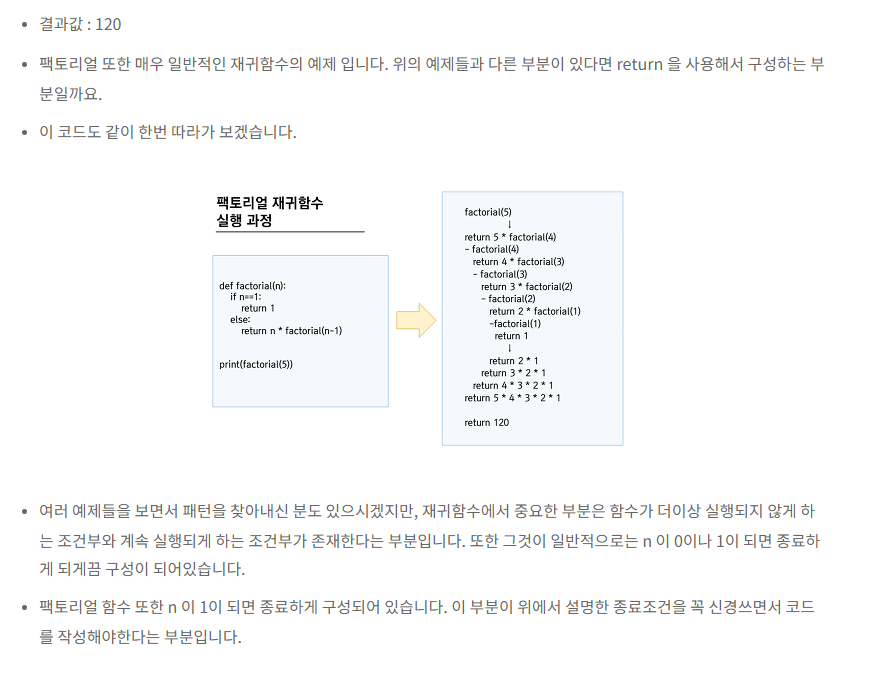 결과값 : 120
팩토리얼 또한 매우 일반적인 재귀함수의 예제 입니다. 위의 예제들과 다른 부분이 있다면 return 을 사용해서 구성하는 부
분일까요.
이 코드도 같이 한번 따라가 보겠습니다.
팩토리얼 재귀함수
실행 과정
def factorial(n):
if n==1:
return 1
else:
return n * factorial(n-1)
print(factorial(5))
factorial(5)
↓
return 5 * factorial(4)
- factorial(4)
return 4 * factorial(3)
- factorial(3)
return 3 * factorial(2)
- factorial(2)
return 2 * factorial(1)
-factorial(1)
return 1
↓
return 2 * 1
return 3 * 2 * 1
return 4 * 3 * 2 * 1
return 5 * 4 * 3 * 2 * 1
return 120
여러 예제들을 보면서 패턴을 찾아내신 분도 있으시겠지만, 재귀함수에서 중요한 부분은 함수가 더이상 실행되지 않게 하
는 조건부와 계속 실행되게 하는 조건부가 존재한다는 부분입니다. 또한 그것이 일반적으로는 n 이 0이나 1이 되면 종료하
게 되게끔 구성이 되어있습니다.
팩토리얼 함수 또한 n 이 1이 되면 종료하게 구성되어 있습니다. 이 부분이 위에서 설명한 종료조건을 꼭 신경쓰면서 코드
를 작성해야한다는 부분입니다.